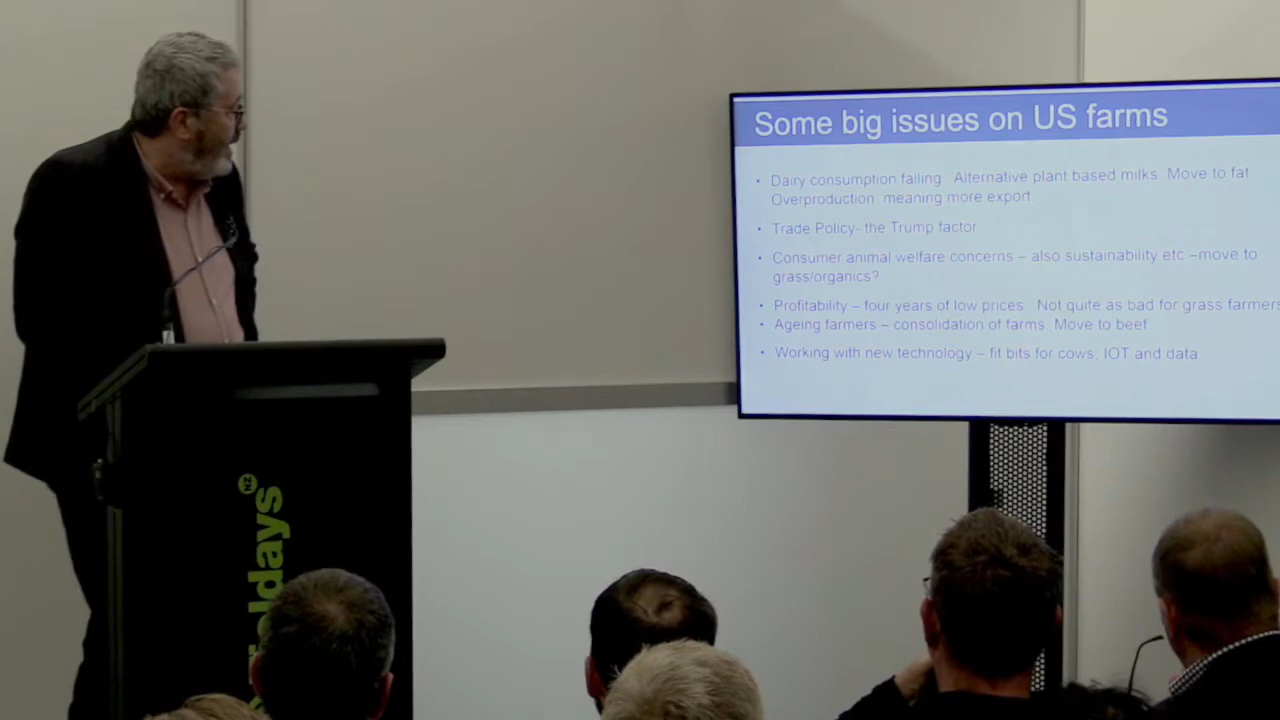 Some big issues on US farms
• Dairy consumption falling Alternative plant based milks Move to fat
Overproduction meaning more export.
• Trade Policy- the Trump factor
• Consumer animal welfare concerns – also sustainability etc –move to
grass/organics?
• Profitability – four years of low prices Not quite as bad for grass farmers
• Ageing farmers – consolidation of farms Move to beef
• Working with new technology – fit bits for cows, IOT and data
ldays NZ